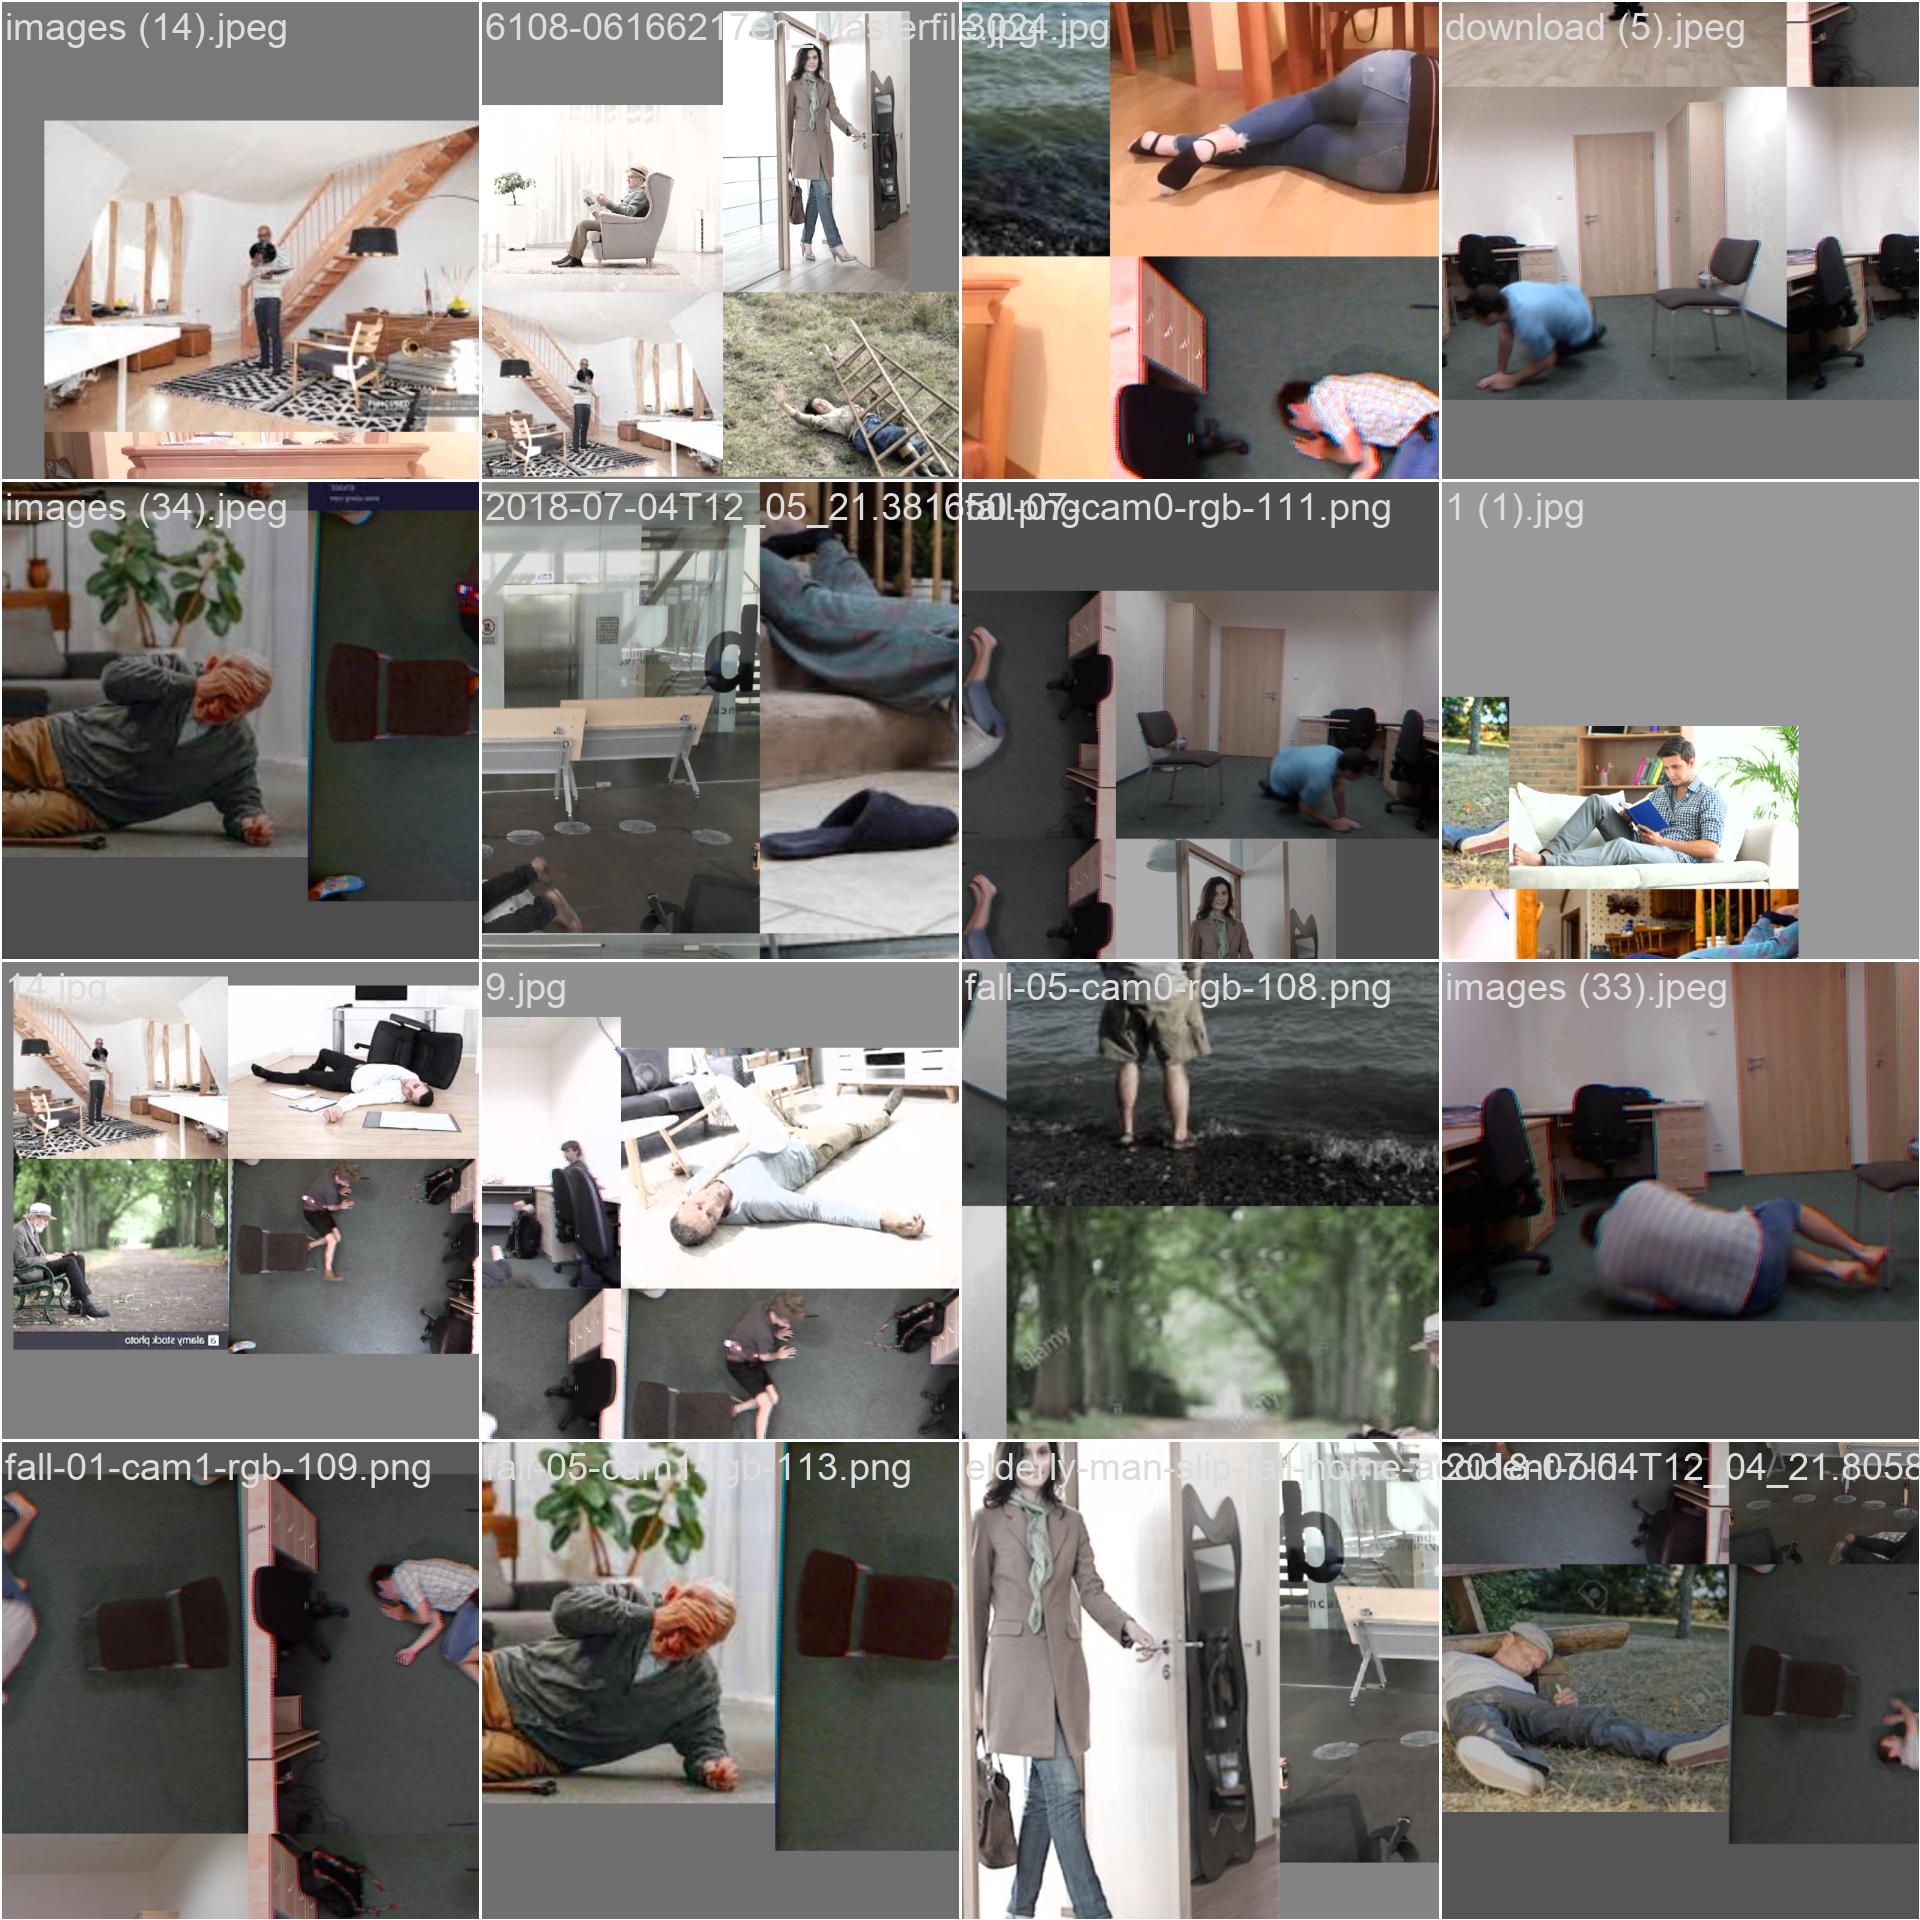 images (14).jpeg
6108-06166217en_Masterfile.jpg
3024.jpg
download (5).jpeg
images (34).jpeg
2018-07-04T12_05_21.381650.png
fall-07-cam0-rgb-111.png
1 (1).jpg
14.jpg
9.jpg
fall-05-cam0-rgb-108.png
images (33).jpeg
alamy stock photo
alamy
fall-01-cam1-rgb-109.png
fall-05-cam1-rgb-113.png
elderly-man-slip-fall-home-accident-old-
2018-07-04T12_04_21.8058